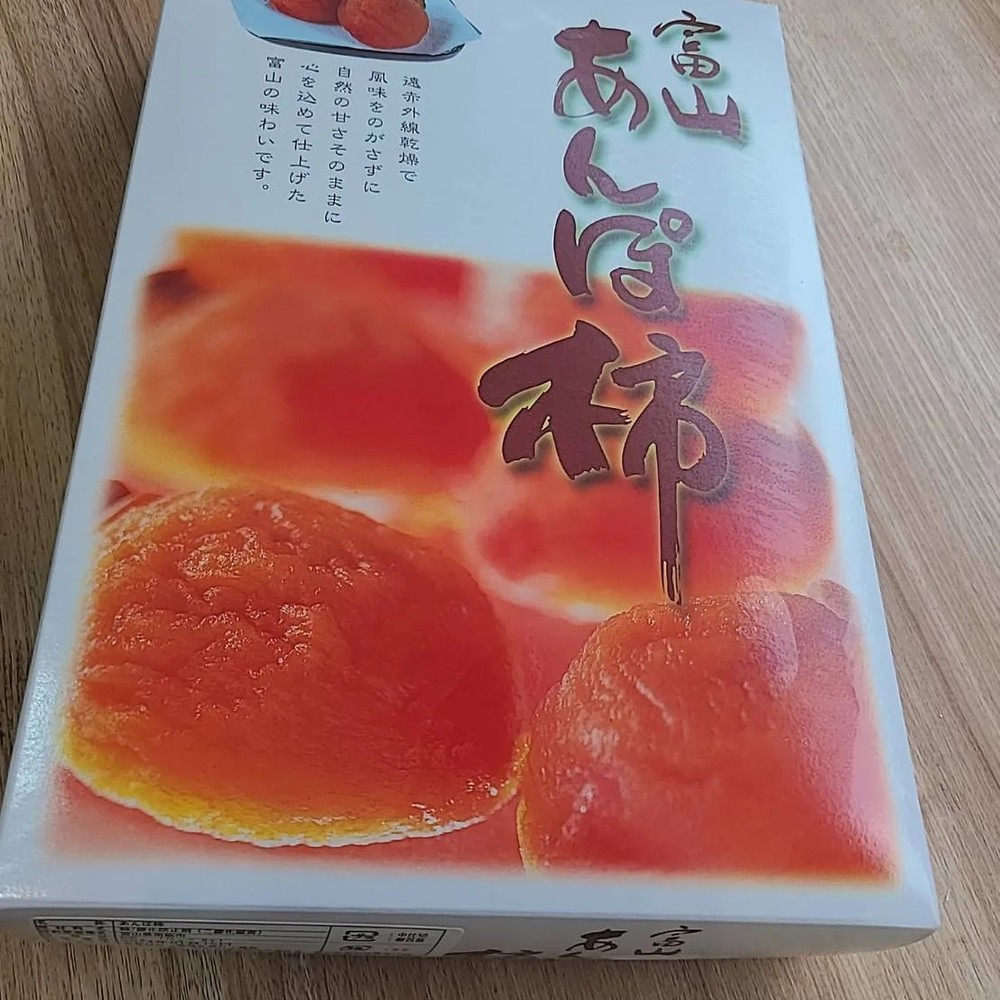 富山
あんぽ柿
遠赤外線乾燥で
風味をのがさずに
自然の甘さそのままに
心を込めて仕上げた
富山の味わいです。
富山